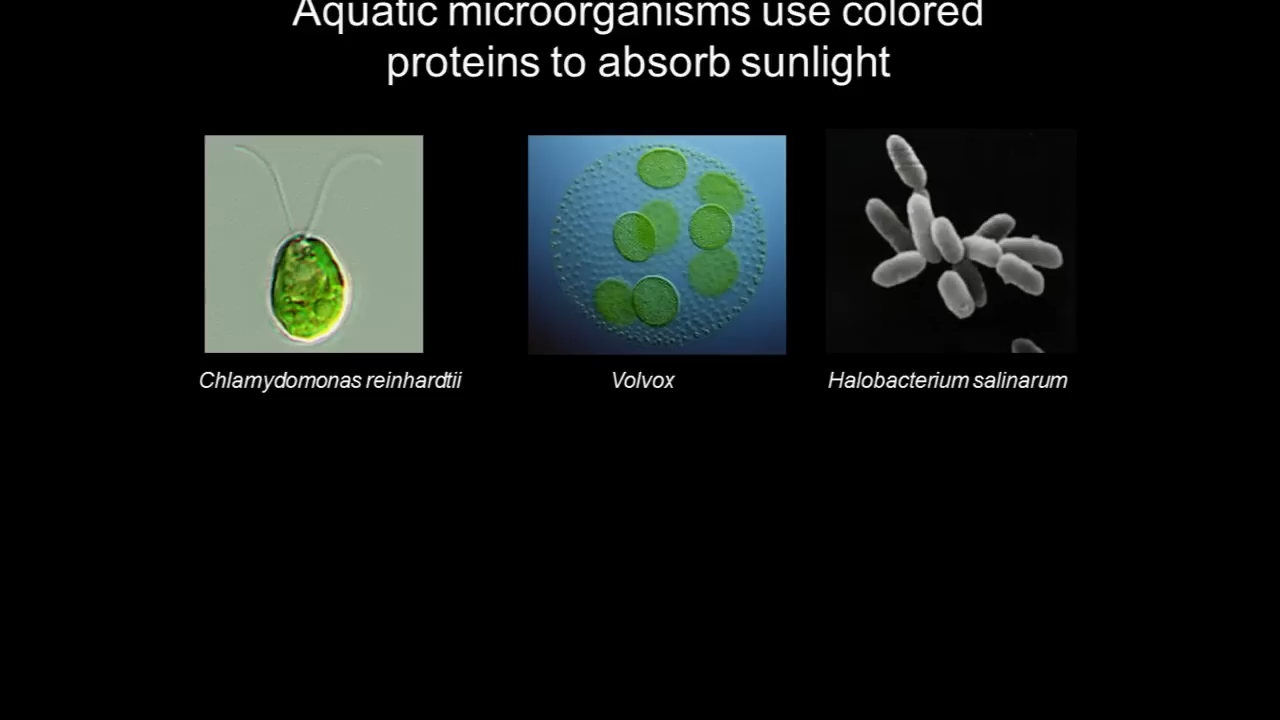 Aquatic microorganisms use colored
proteins to absorb sunlight
Chlamydomonas reinhardtii
Volvox
Halobacterium salinarum